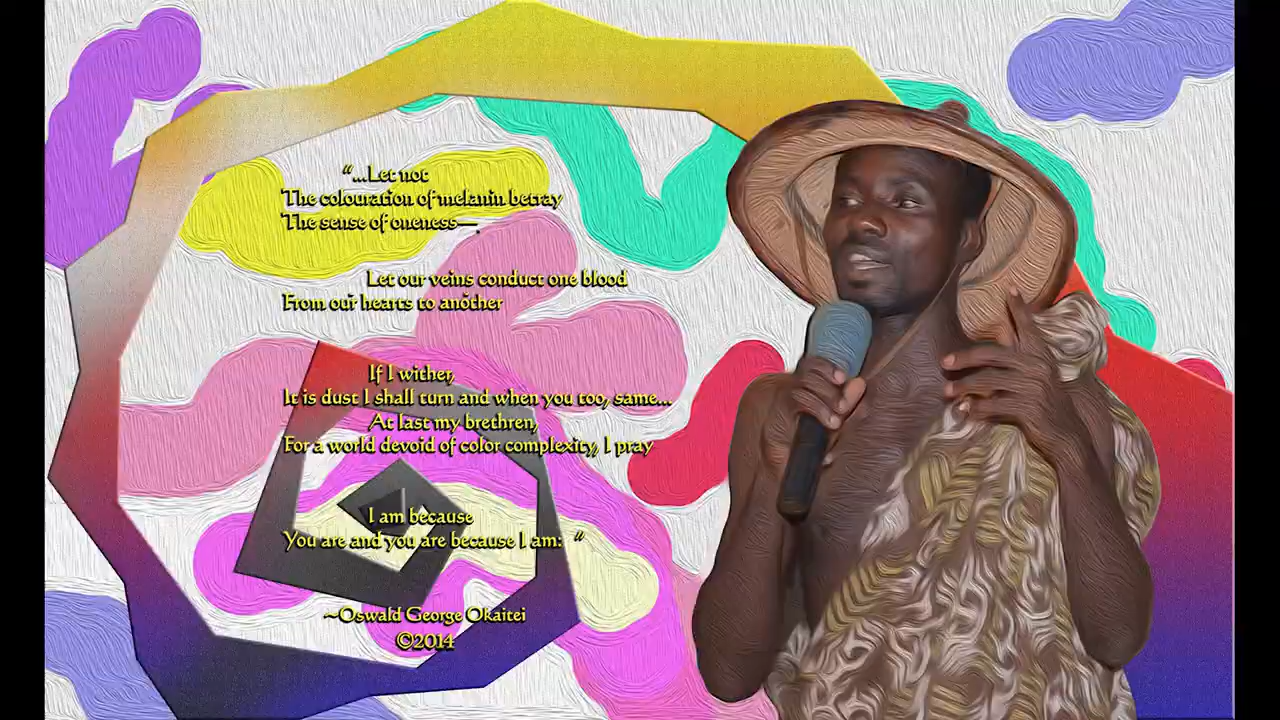 “...Let not
The colouration of melanin betray
The sense of oneness—.
Let our veins conduct one blood
From our hearts to another
If I wither,
It is dust I shall turn and when you too, same...
At last my brethren,
For a world devoid of color complexity, I pray
I am because
You are and you are because I am: “
~Oswald George Okaitei
©2014